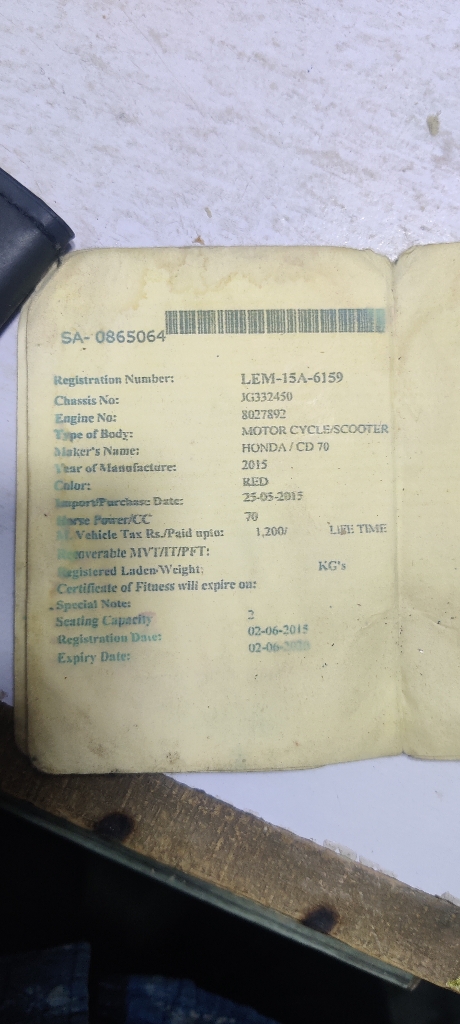 SA- 0865064
Registration Number: LEM-15A-6159
Chassis No: JG332450
Engine No: 8027892
Type of Body: MOTOR CYCLE/SCOOTER
Maker's Name: HONDA / CD 70
Year of Manufacture: 2015
Color: RED
Import/Purchase Date: 25-05-2015
Horse Power/CC 70
M. Vehicle Tax Rs./Paid upto: 1,200/ LIFE TIME
Recoverable MVT/IT/PFT:
Registered Laden Weight: KG's
Certificate of Fitness will expire on:
Special Note:
Seating Capacity 2
Registration Date: 02-06-2015
Expiry Date: 02-06-